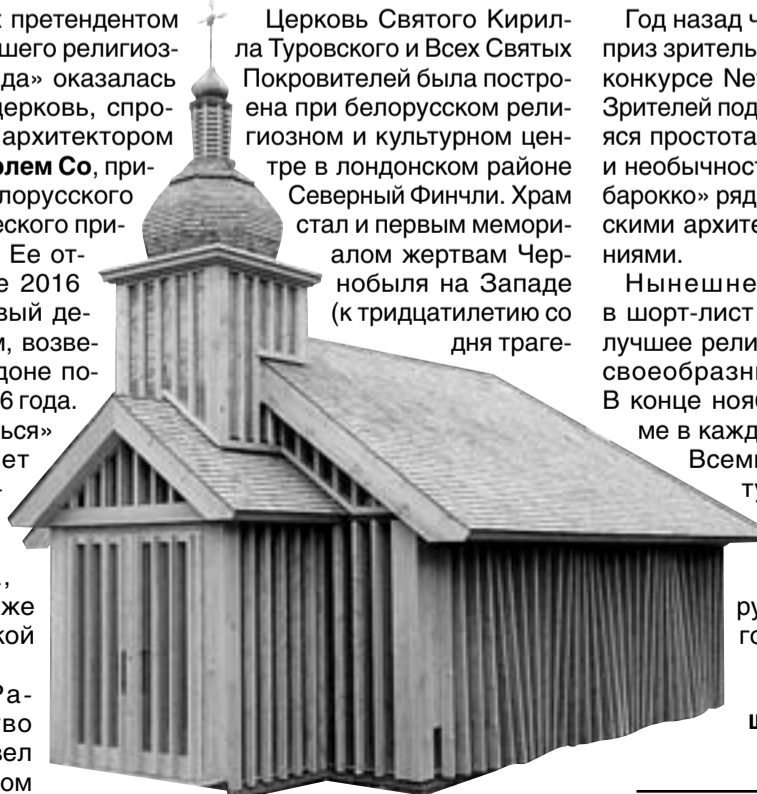 претендентом
шего религиоз-
да» оказалась
церковь, спро-
архитектором
рлем Со, при-
лорусского
еского при-
Ее от-
е 2016
вый де-
м, возве-
доне по-
6 года.
ься»
ет
же
кой
Ра-
тво
вел
ом
Церковь Святого Кирил-
ла Туровского и Всех Святых
Покровителей была постро-
ена при белорусском рели-
гиозном и культурном цен-
тре в лондонском районе
Северный Финчли. Храм
стал и первым мемори-
алом жертвам Чер-
нобыля на Западе
(к тридцатилетию со
дня траге-
Год назад ч
приз зритель
конкурсе Ne
Зрителей под
яся простота
и необычност
барокко» ряд
скими архите
ниями.
Нынешне
в шорт-лист
лучшее рели
своеобразни
В конце нояб
ме в кажд
Всеми
ту
ру
го